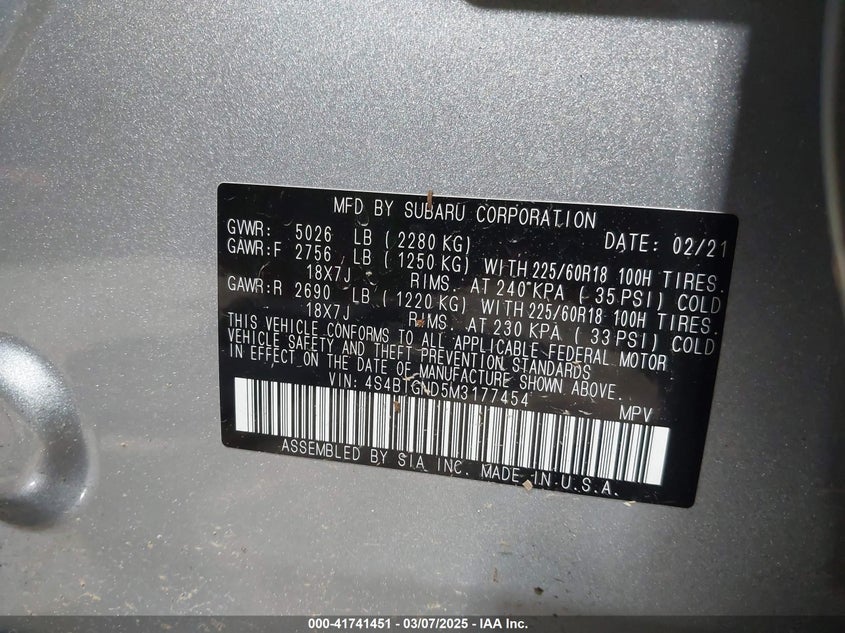 MFD BY SUBARU CORPORATION
GVWR: 5026 LB ( 2280 KG) DATE: 02/21
GAWR:F 2756 LB ( 1250 KG) WITH 225/60R18 100H TIRES.
18X7J RIMS. AT 240 KPA ( 35 PSI) COLD
GAWR:R 2690 LB ( 1220 KG) WITH 225/60R18 100H TIRES.
18X7J RIMS. AT 230 KPA ( 33 PSI) COLD
THIS VEHICLE CONFORMS TO ALL APPLICABLE FEDERAL MOTOR
VEHICLE SAFETY AND THEFT PREVENTION STANDARDS
IN EFFECT ON THE DATE OF MANUFACTURE SHOWN ABOVE.
VIN: 4S4BTGND5M3177454 MPV
ASSEMBLED BY SIA INC. MADE IN U.S.A.
000-41741451 — 03/07/2025 — IAA Inc.